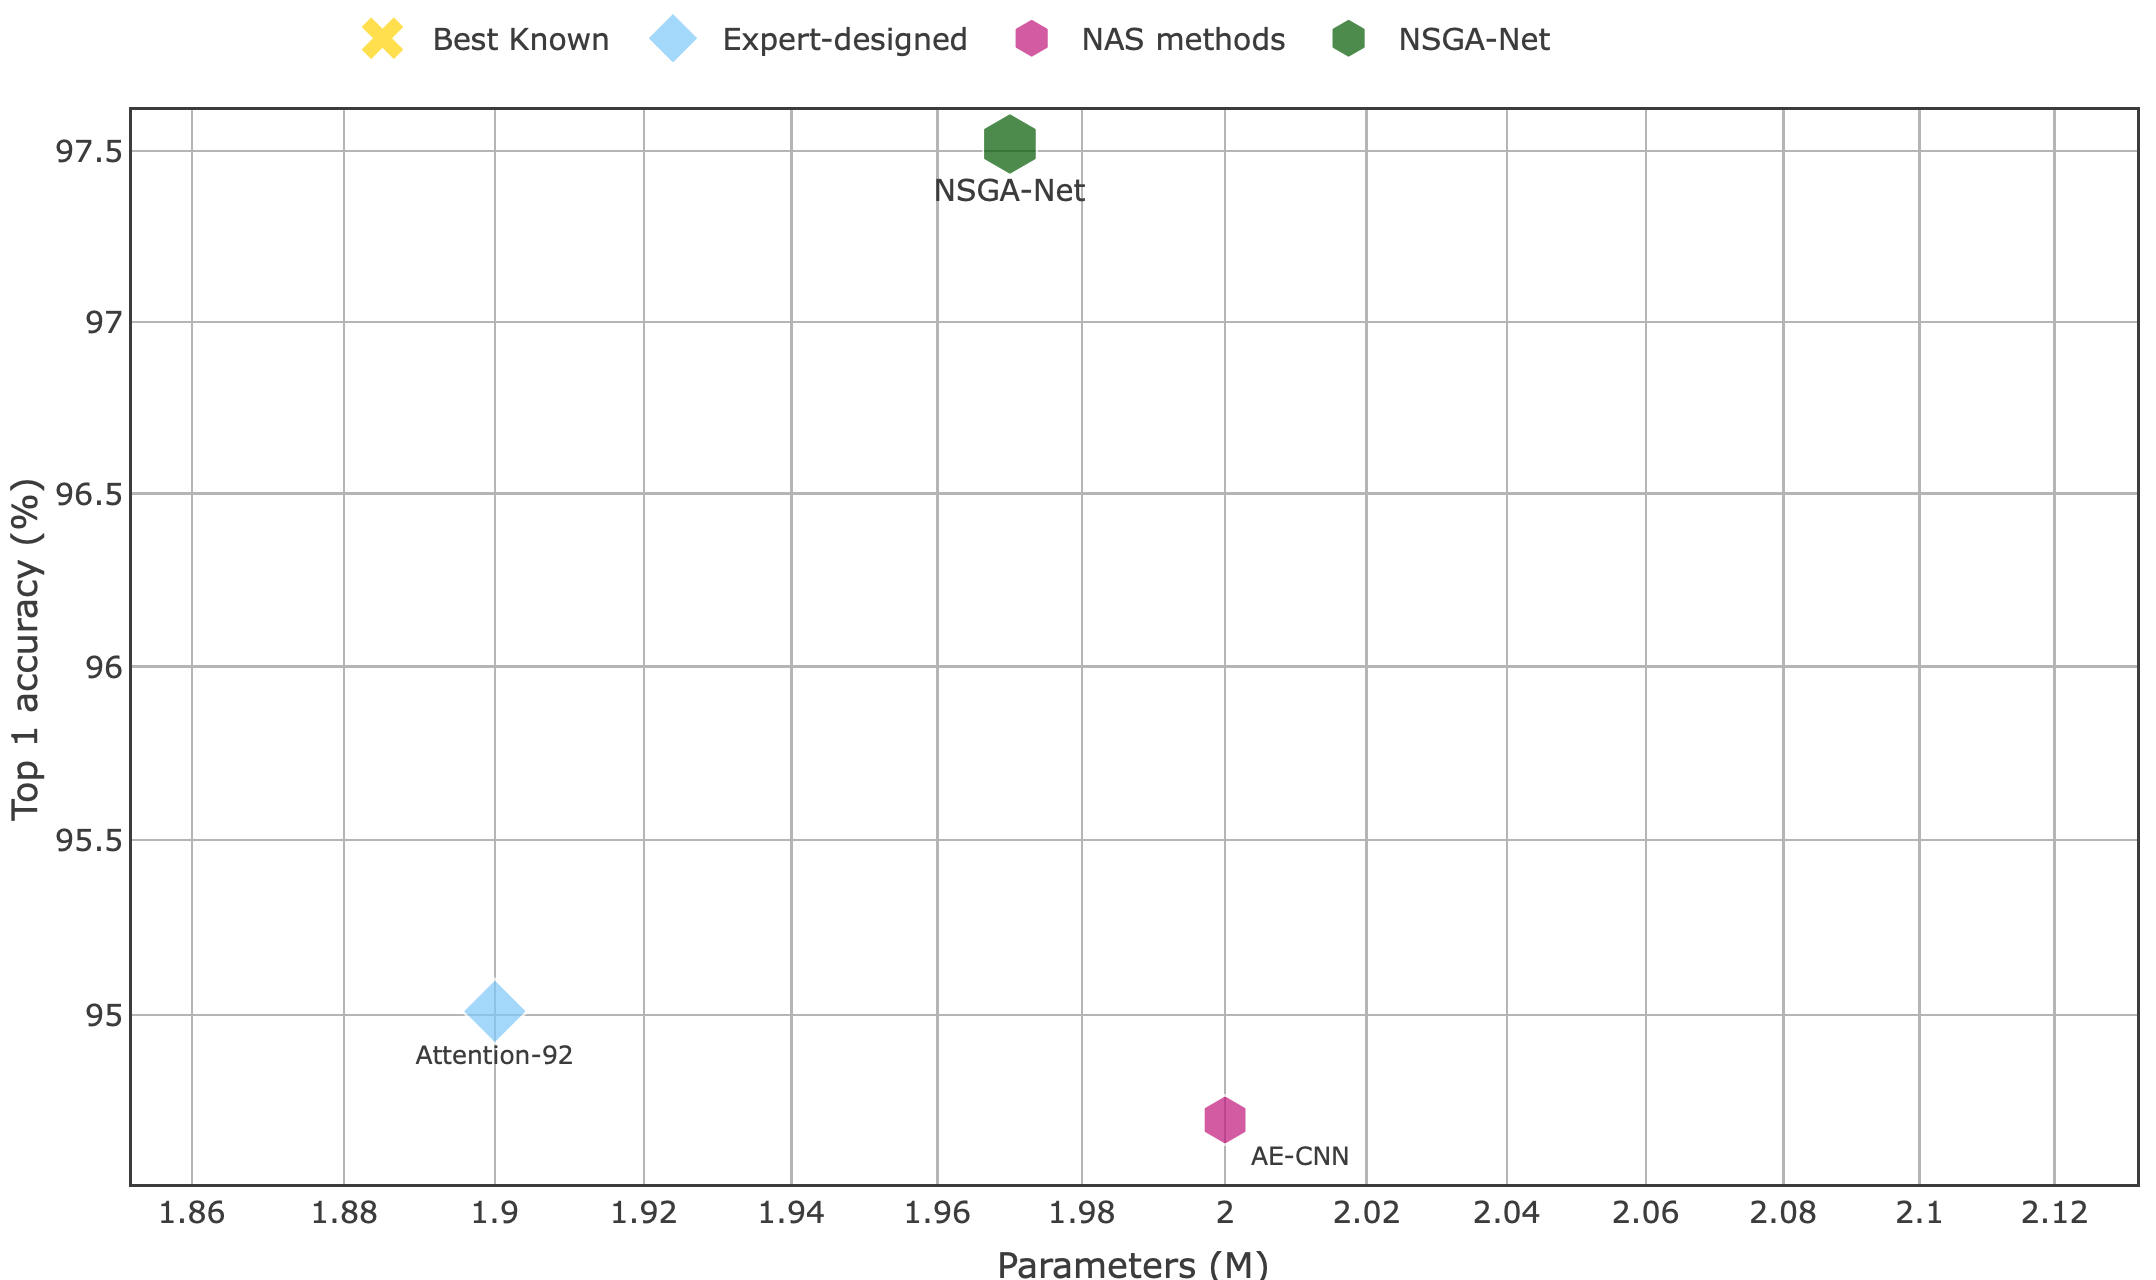 Best Known
Expert-designed
NAS methods
NSGA-Net
97.5
97
96.5
96
95.5
95
Top 1 accuracy (%)
NSGA-Net
Attention-92
AE-CNN
1.86
1.88
1.9
1.92
1.94
1.96
1.98
2
2.02
2.04
2.06
2.08
2.1
2.12
Parameters (M)